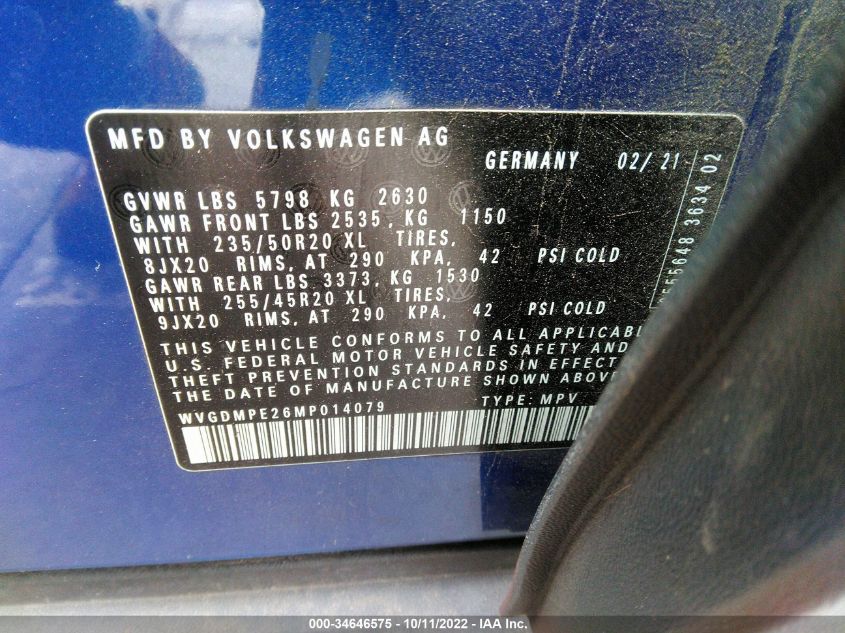 MFD BY VOLKSWAGEN AG
GERMANY 02/21
GVWR LBS 5798 KG 2630
GAWR FRONT LBS 2535, KG 1150
WITH 235/50R20 XL TIRES,
8JX20 RIMS, AT 290 KPA, 42 PSI COLD
GAWR REAR LBS 3373, KG 1530
WITH 255/45R20 XL TIRES,
9JX20 RIMS, AT 290 KPA, 42 PSI COLD
THIS VEHICLE CONFORMS TO ALL APPLICABL
U.S. FEDERAL MOTOR VEHICLE SAFETY AND
THEFT PREVENTION STANDARDS IN EFFECT
THE DATE OF MANUFACTURE SHOWN ABOVE
WVGDMPE26MP014079 TYPE: MPV
3634 02
000-34646575 - 10/11/2022 - IAA Inc.